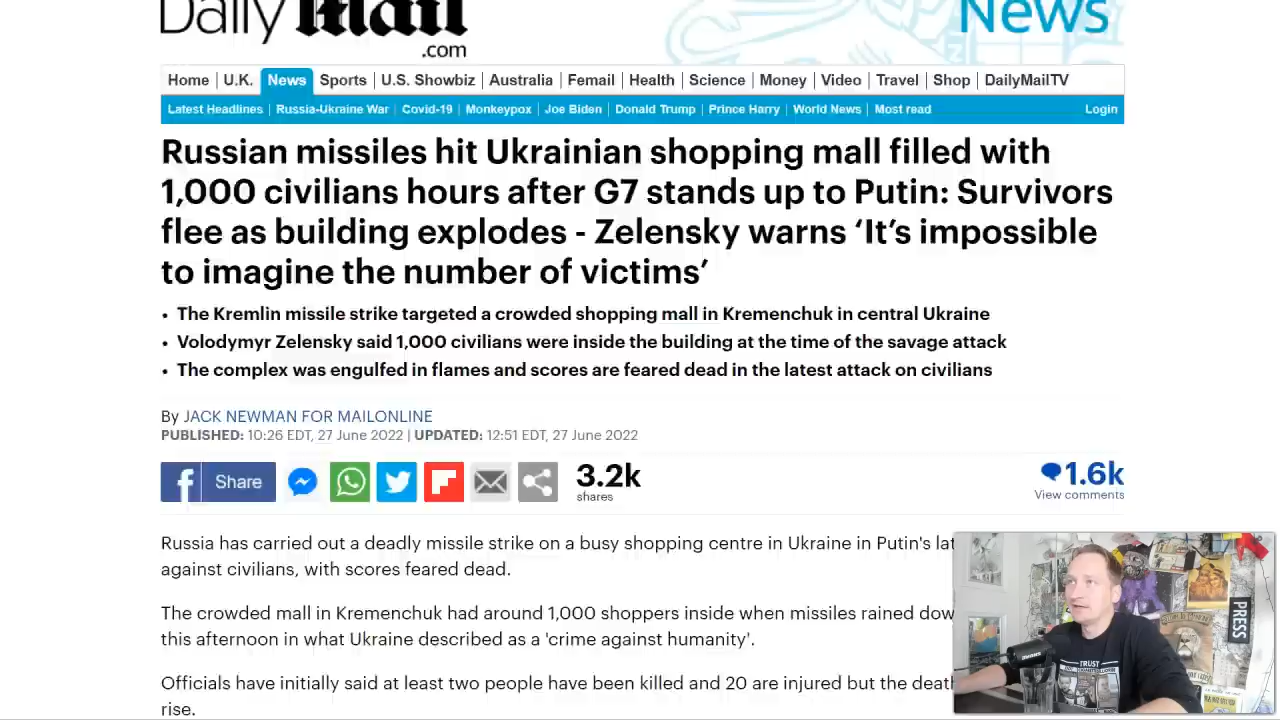 Daily Mail
.com
News
Home U.K. News Sports U.S. Showbiz Australia Femail Health Science Money Video Travel Shop DailyMailTV
Latest Headlines Russia-Ukraine War Covid-19 Monkeypox Joe Biden Donald Trump Prince Harry World News Most read Login
Russian missiles hit Ukrainian shopping mall filled with
1,000 civilians hours after G7 stands up to Putin: Survivors
flee as building explodes - Zelensky warns ‘It’s impossible
to imagine the number of victims’
• The Kremlin missile strike targeted a crowded shopping mall in Kremenchuk in central Ukraine
• Volodymyr Zelensky said 1,000 civilians were inside the building at the time of the savage attack
• The complex was engulfed in flames and scores are feared dead in the latest attack on civilians
By JACK NEWMAN FOR MAILONLINE
PUBLISHED: 10:26 EDT, 27 June 2022 | UPDATED: 12:51 EDT, 27 June 2022
Share
3.2k
shares
1.6k
View comments
Russia has carried out a deadly missile strike on a busy shopping centre in Ukraine in Putin's lat
against civilians, with scores feared dead.
The crowded mall in Kremenchuk had around 1,000 shoppers inside when missiles rained dow
this afternoon in what Ukraine described as a 'crime against humanity'.
Officials have initially said at least two people have been killed and 20 are injured but the deat
rise.
PRESS
TRUST